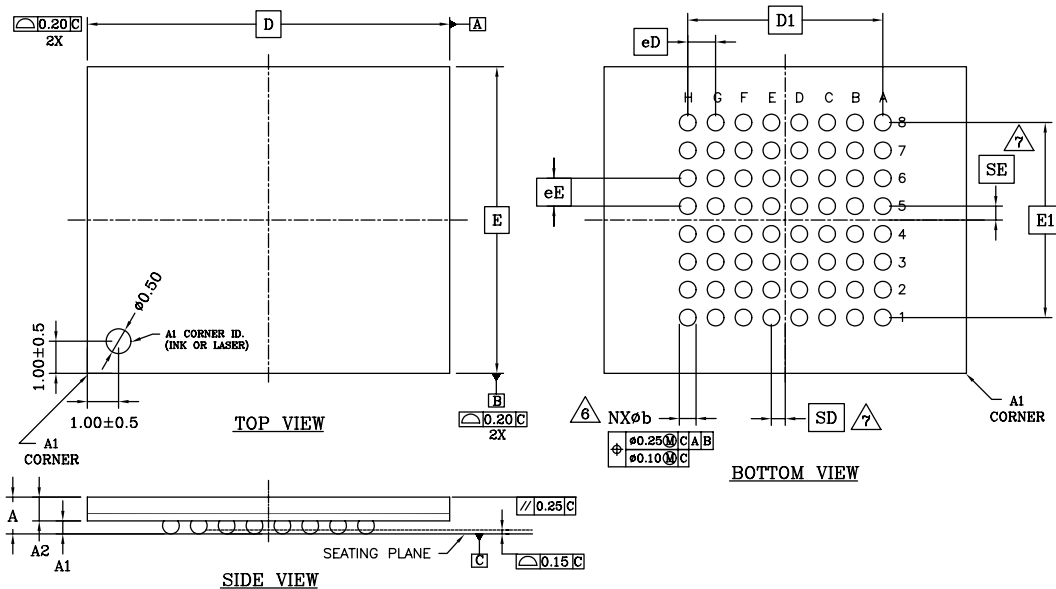 ⌓ 0.20 C
2X
D
A
E
ø0.50
A1 CORNER ID.
(INK OR LASER)
1.00±0.5
1.00±0.5
A1
CORNER
TOP VIEW
B
⌓ 0.20 C
2X
D1
eD
H G F E D C B A
8
7
6
5
4
3
2
1
eE
7
SE
E1
6 NXøb
⌖ ø0.25Ⓜ C A B
ø0.10Ⓜ C
SD 7
A1
CORNER
BOTTOM VIEW
A
A2
A1
// 0.25 C
SEATING PLANE
C
⌓ 0.15 C
SIDE VIEW